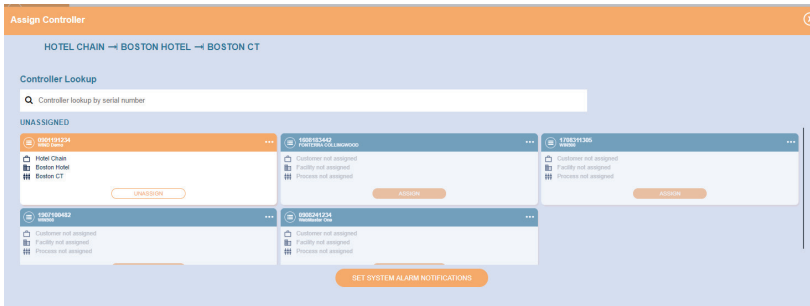 Assign Controller
HOTEL CHAIN BOSTON HOTEL BOSTON CT
Controller Lookup
Controller lookup by serial number
UNASSIGNED
Hotel Chain
Boston Hotel
Boston CT
UNASSIGN
1500183442
FONTERRA COLLINGWOOD
Customer not assigned
Facility not assigned
Process not assigned
ASSIGN
1708311305
Customer not assigned
Facility not assigned
Process not assigned
ASSIGN
Customer not assigned
Facility not assigned
Process not assigned
0900241234
Customer not assigned
Facility not assigned
Process not assigned
SET SYSTEM ALARM NOTIFICATIONS